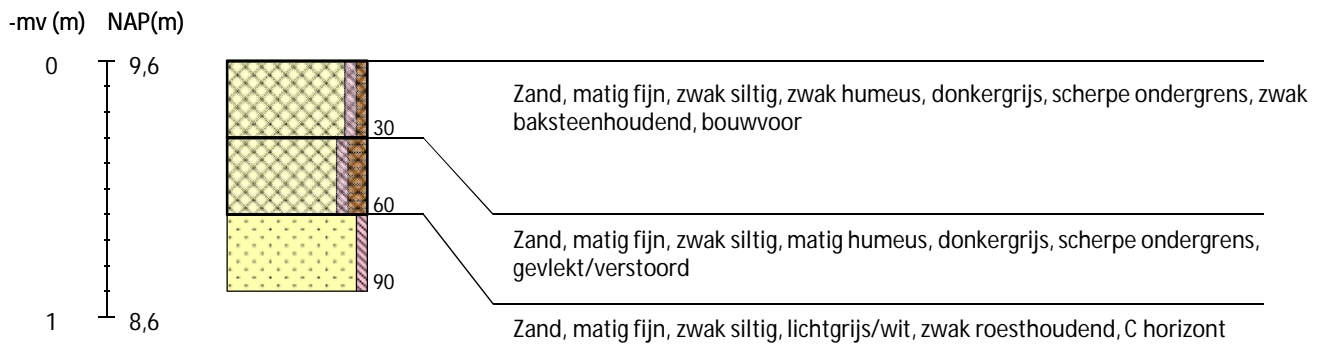 -mv (m) NAP(m)
0 9,6
Zand, matig fijn, zwak siltig, zwak humeus, donkergrijs, scherpe ondergrens, zwak
baksteenhoudend, bouwvoor
30
60
Zand, matig fijn, zwak siltig, matig humeus, donkergrijs, scherpe ondergrens,
gevlekt/verstoord
90
1 8,6
Zand, matig fijn, zwak siltig, lichtgrijs/wit, zwak roesthoudend, C horizont